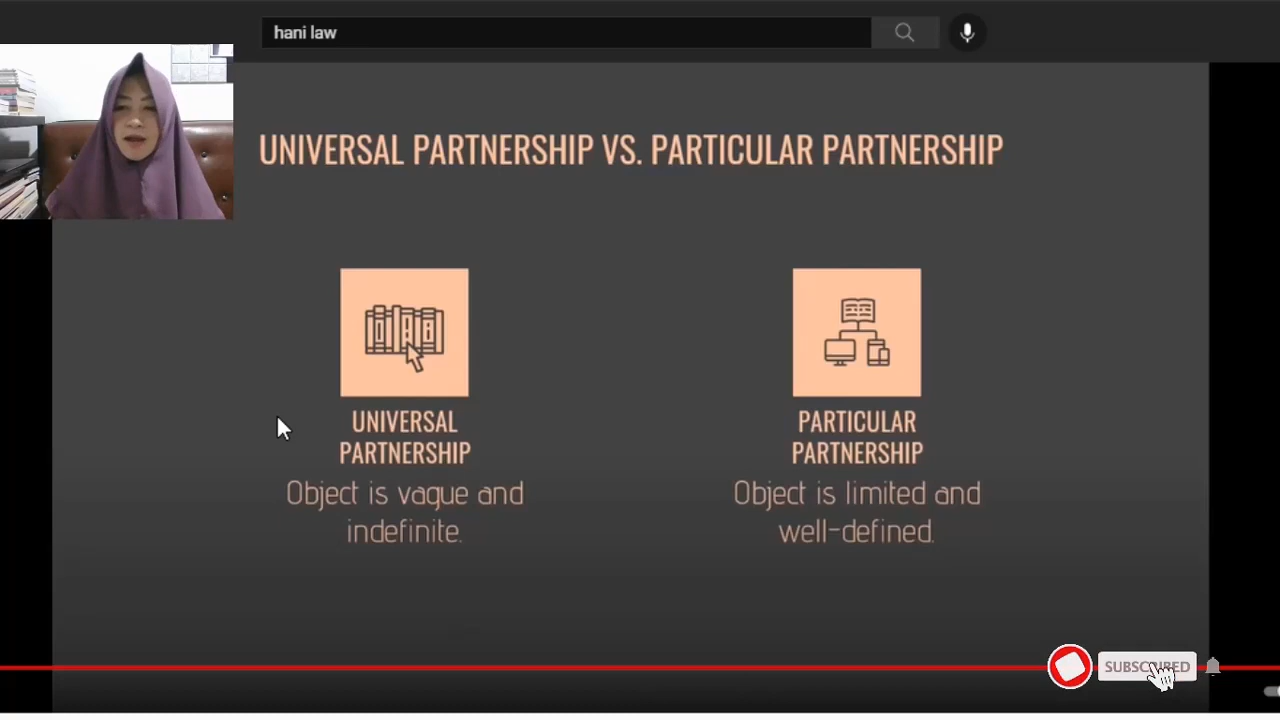 hani law
UNIVERSAL PARTNERSHIP VS. PARTICULAR PARTNERSHIP
UNIVERSAL
PARTNERSHIP
Object is vague and
indefinite.
PARTICULAR
PARTNERSHIP
Object is limited and
well-defined.
SUBSCRIBED